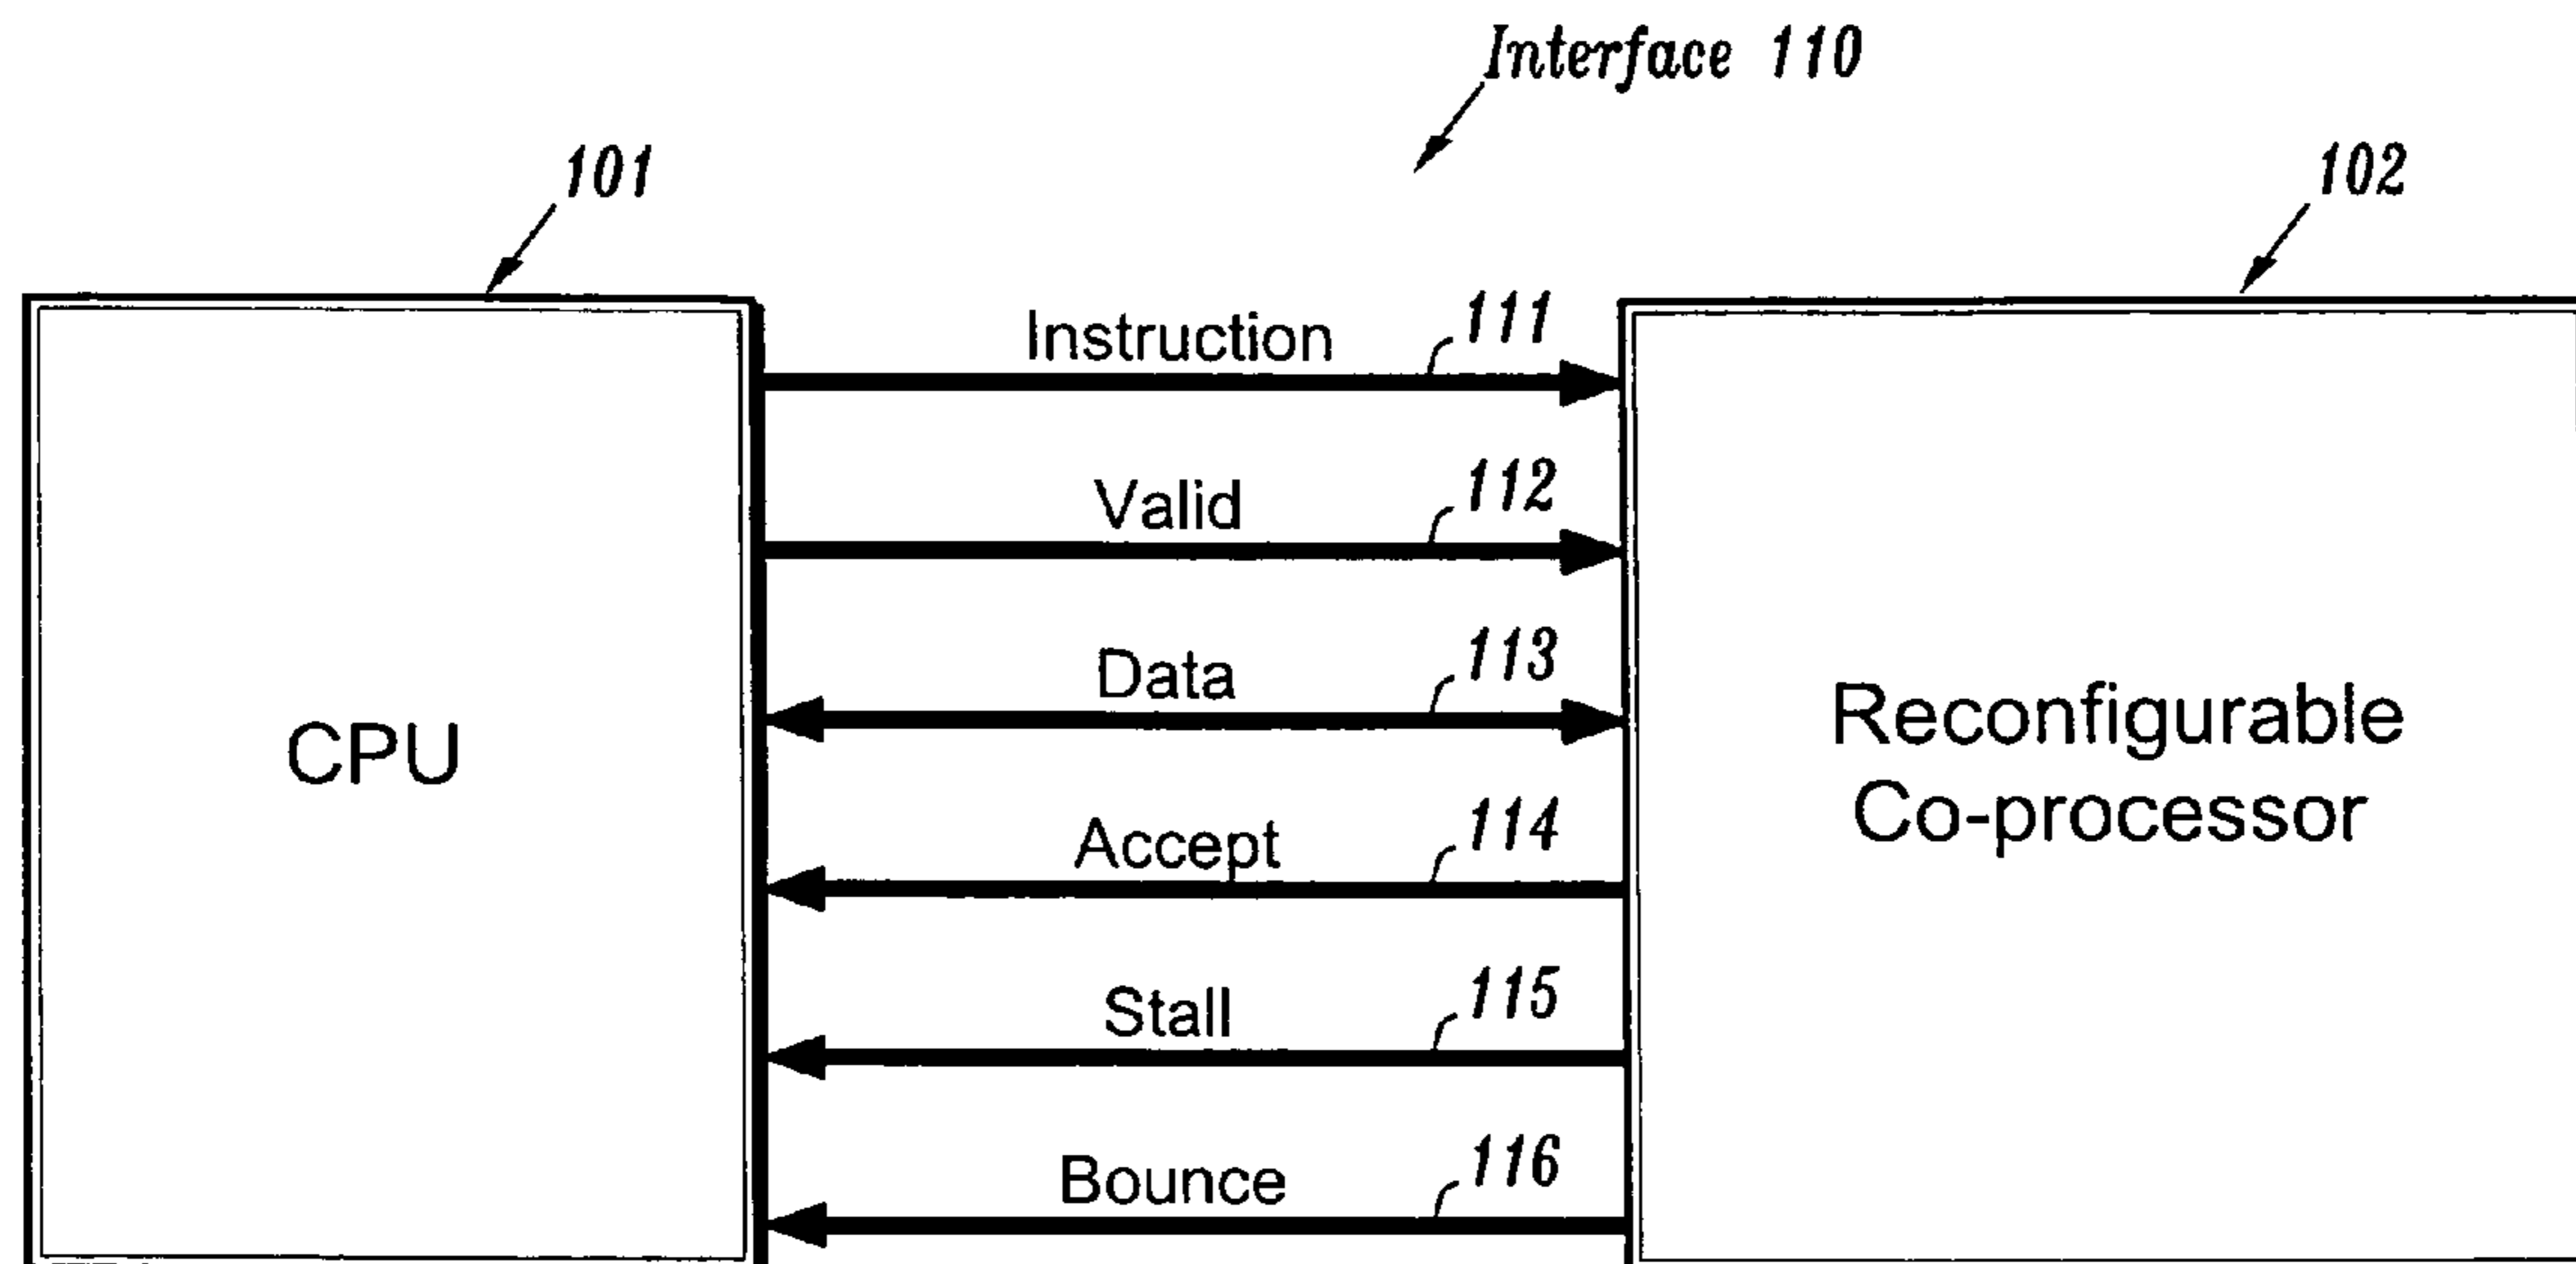 Interface 110
101
102
Instruction 111
Valid 112
Data 113
Accept 114
Stall 115
Bounce 116
CPU
Reconfigurable
Co-processor